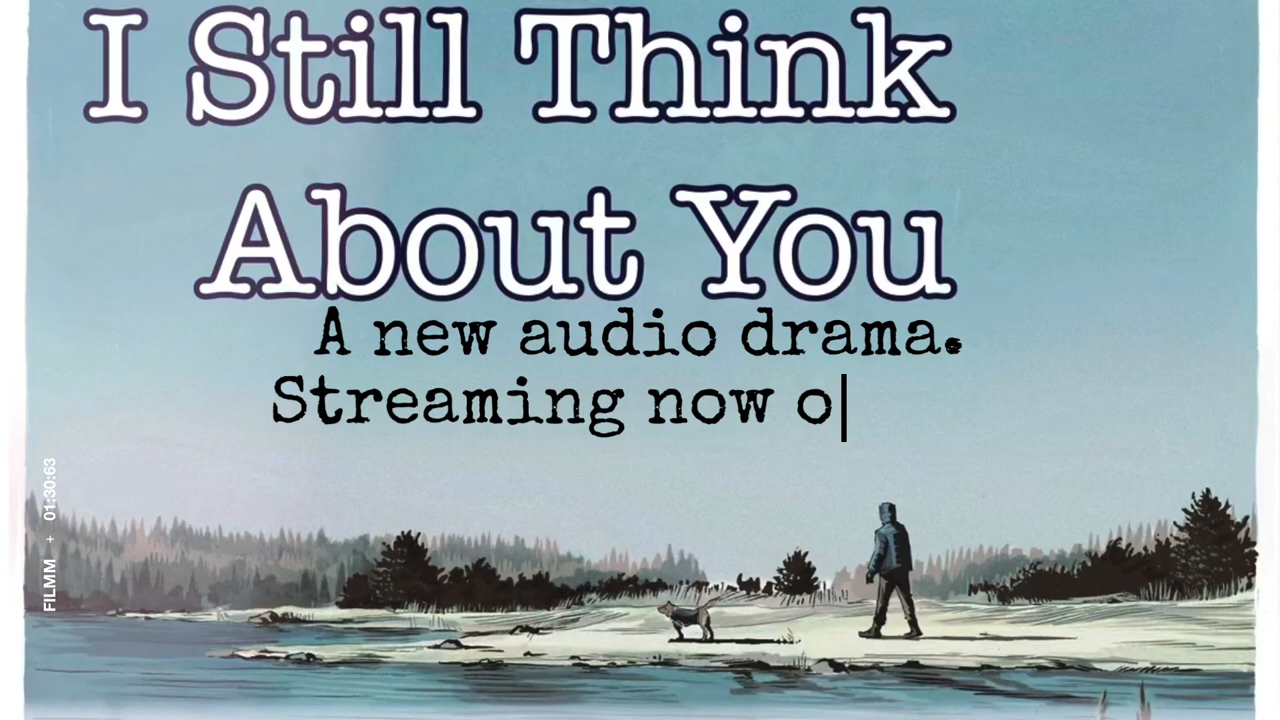 I Still Think
About You
A new audio drama.
Streaming now o
FILMM + 01:30:63